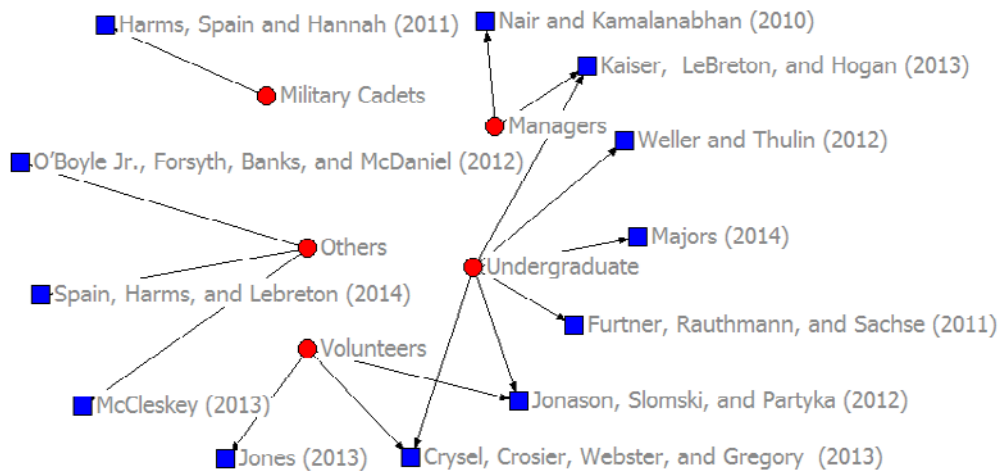 Harms, Spain and Hannah (2011)
Nair and Kamalanabhan (2010)
Kaiser,  LeBreton, and Hogan (2013)
Military Cadets
Managers
Weller and Thulin (2012)
O'Boyle Jr., Forsyth, Banks, and McDaniel (2012)
Others
Majors (2014)
Undergraduate
Spain, Harms, and Lebreton (2014)
Furtner, Rauthmann, and Sachse (2011)
Volunteers
McCleskey (2013)
Jonason, Slomski, and Partyka (2012)
Jones (2013)
Crysel, Crosier, Webster, and Gregory  (2013)